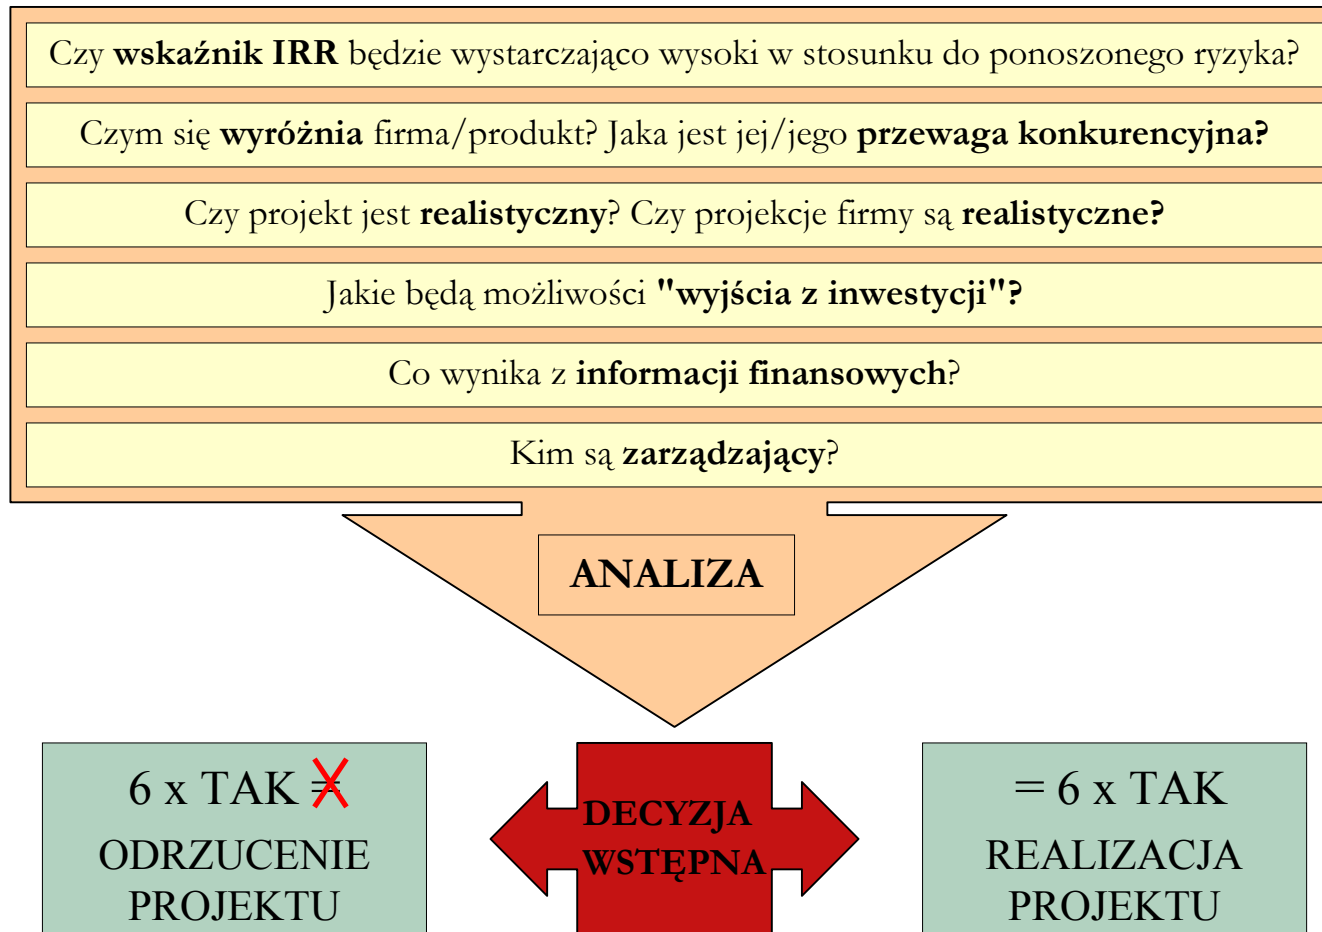 Czy wskaźnik IRR będzie wystarczająco wysoki w stosunku do ponoszonego ryzyka?
Czym się wyróżnia firma/produkt? Jaka jest jej/jego przewaga konkurencyjna?
Czy projekt jest realistyczny? Czy projekcje firmy są realistyczne?
Jakie będą możliwości "wyjścia z inwestycji"?
Co wynika z informacji finansowych?
Kim są zarządzający?
ANALIZA
6 x TAK =
ODRZUCENIE
PROJEKTU
DECYZJA
WSTĘPNA
= 6 x TAK
REALIZACJA
PROJEKTU